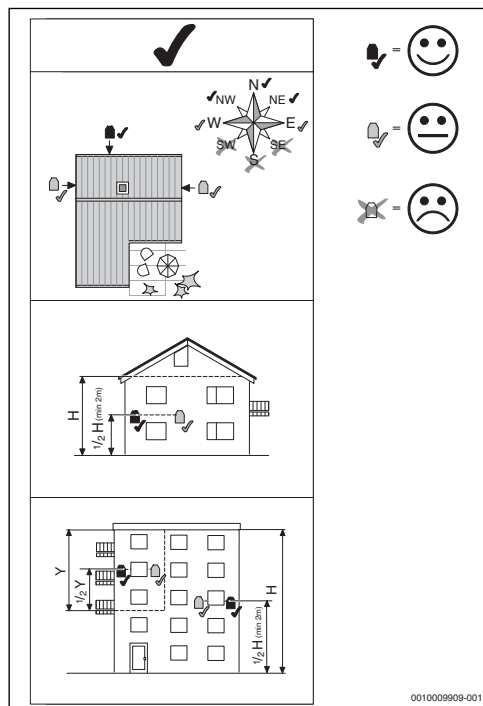 N
NW NE
W E
SW SE
S
=
=
=
H
1/2 H (min 2m)
Y
1/2 Y
H
1/2 H (min 2m)
0010009909-001